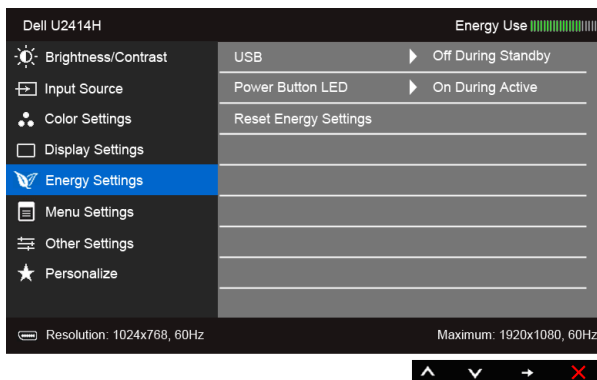 Dell U2414H Energy Use
Brightness/Contrast USB Off During Standby
Input Source Power Button LED On During Active
Color Settings Reset Energy Settings
Display Settings
Energy Settings
Menu Settings
Other Settings
Personalize
Resolution: 1024x768, 60Hz Maximum: 1920x1080, 60Hz